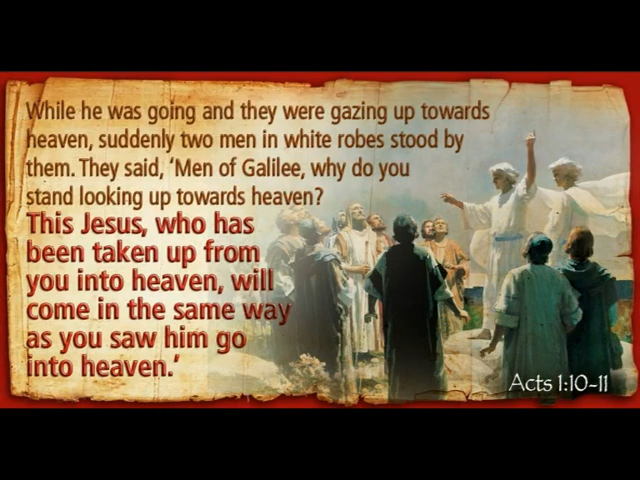 While he was going and they were gazing up towards
heaven, suddenly two men in white robes stood by
them. They said, ‘Men of Galilee, why do you
stand looking up towards heaven?
This Jesus, who has
been taken up from
you into heaven, will
come in the same way
as you saw him go
into heaven.’
Acts 1:10-11